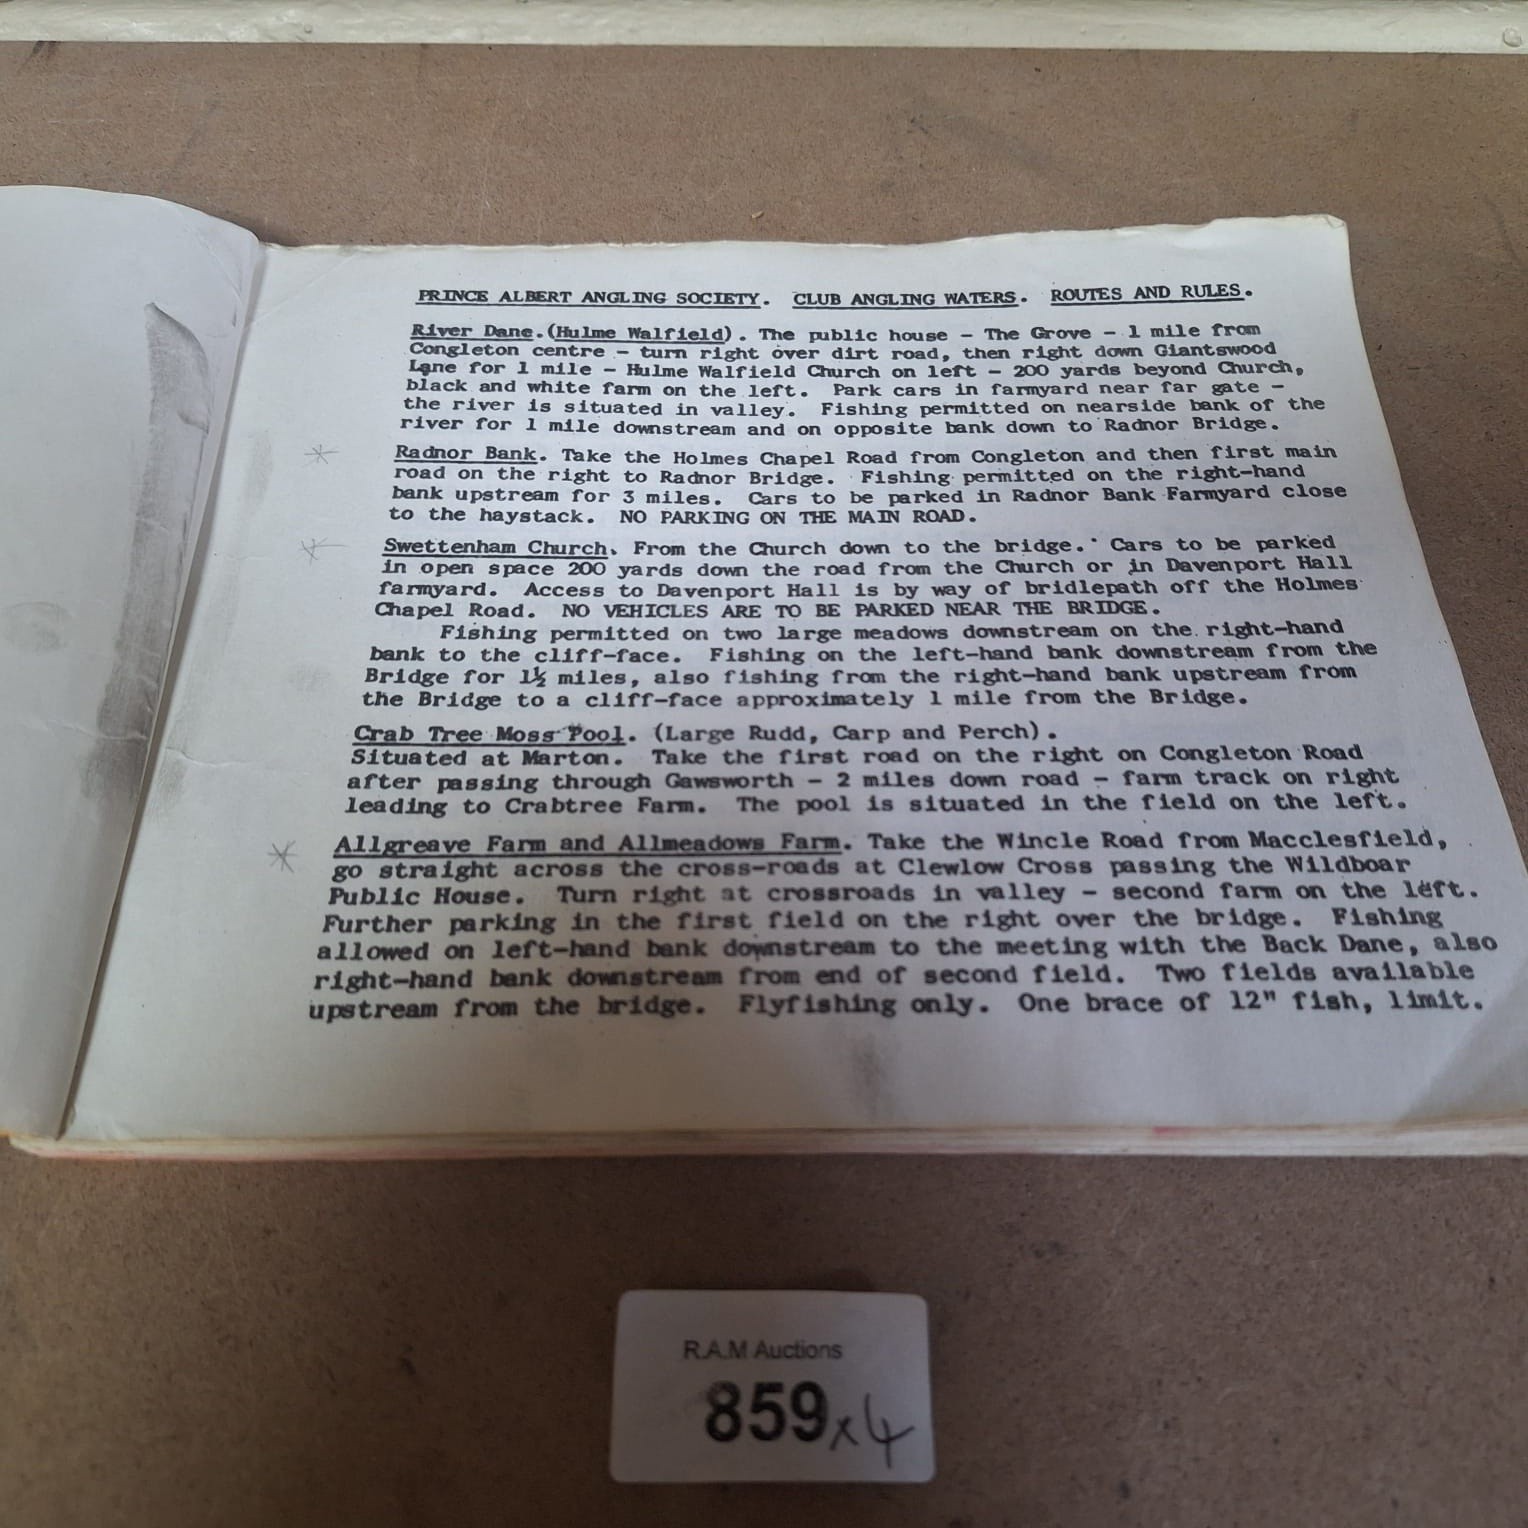 PRINCE ALBERT ANGLING SOCIETY. CLUB ANGLING WATERS. ROUTES AND RULES.
River Dane.(Hulme Walfield). The public house - The Grove - 1 mile from
Congleton centre - turn right over dirt road, then right down Giantswood
Lane for 1 mile - Hulme Walfield Church on left - 200 yards beyond Church,
black and white farm on the left. Park cars in farmyard near far gate -
the river is situated in valley. Fishing permitted on nearside bank of the
river for 1 mile downstream and on opposite bank down to Radnor Bridge.
Radnor Bank. Take the Holmes Chapel Road from Congleton and then first main
road on the right to Radnor Bridge. Fishing permitted on the right-hand
bank upstream for 3 miles. Cars to be parked in Radnor Bank Farmyard close
to the haystack. NO PARKING ON THE MAIN ROAD.
Swettenham Church. From the Church down to the bridge. Cars to be parked
in open space 200 yards down the road from the Church or in Davenport Hall
farmyard. Access to Davenport Hall is by way of bridlepath off the Holmes
Chapel Road. NO VEHICLES ARE TO BE PARKED NEAR THE BRIDGE.
Fishing permitted on two large meadows downstream on the right-hand
bank to the cliff-face. Fishing on the left-hand bank downstream from the
Bridge for 1½ miles, also fishing from the right-hand bank upstream from
the Bridge to a cliff-face approximately 1 mile from the Bridge.
Crab Tree Moss Pool. (Large Rudd, Carp and Perch).
Situated at Marton. Take the first road on the right on Congleton Road
after passing through Gawsworth - 2 miles down road - farm track on right
leading to Crabtree Farm. The pool is situated in the field on the left.
Allgreave Farm and Allmeadows Farm. Take the Wincle Road from Macclesfield,
go straight across the cross-roads at Clewlow Cross passing the Wildboar
Public House. Turn right at crossroads in valley - second farm on the left.
Further parking in the first field on the right over the bridge. Fishing
allowed on left-hand bank downstream to the meeting with the Back Dane, also
right-hand bank downstream from end of second field. Two fields available
upstream from the bridge. Flyfishing only. One brace of 12" fish, limit.
R.A.M Auctions
859 x 4